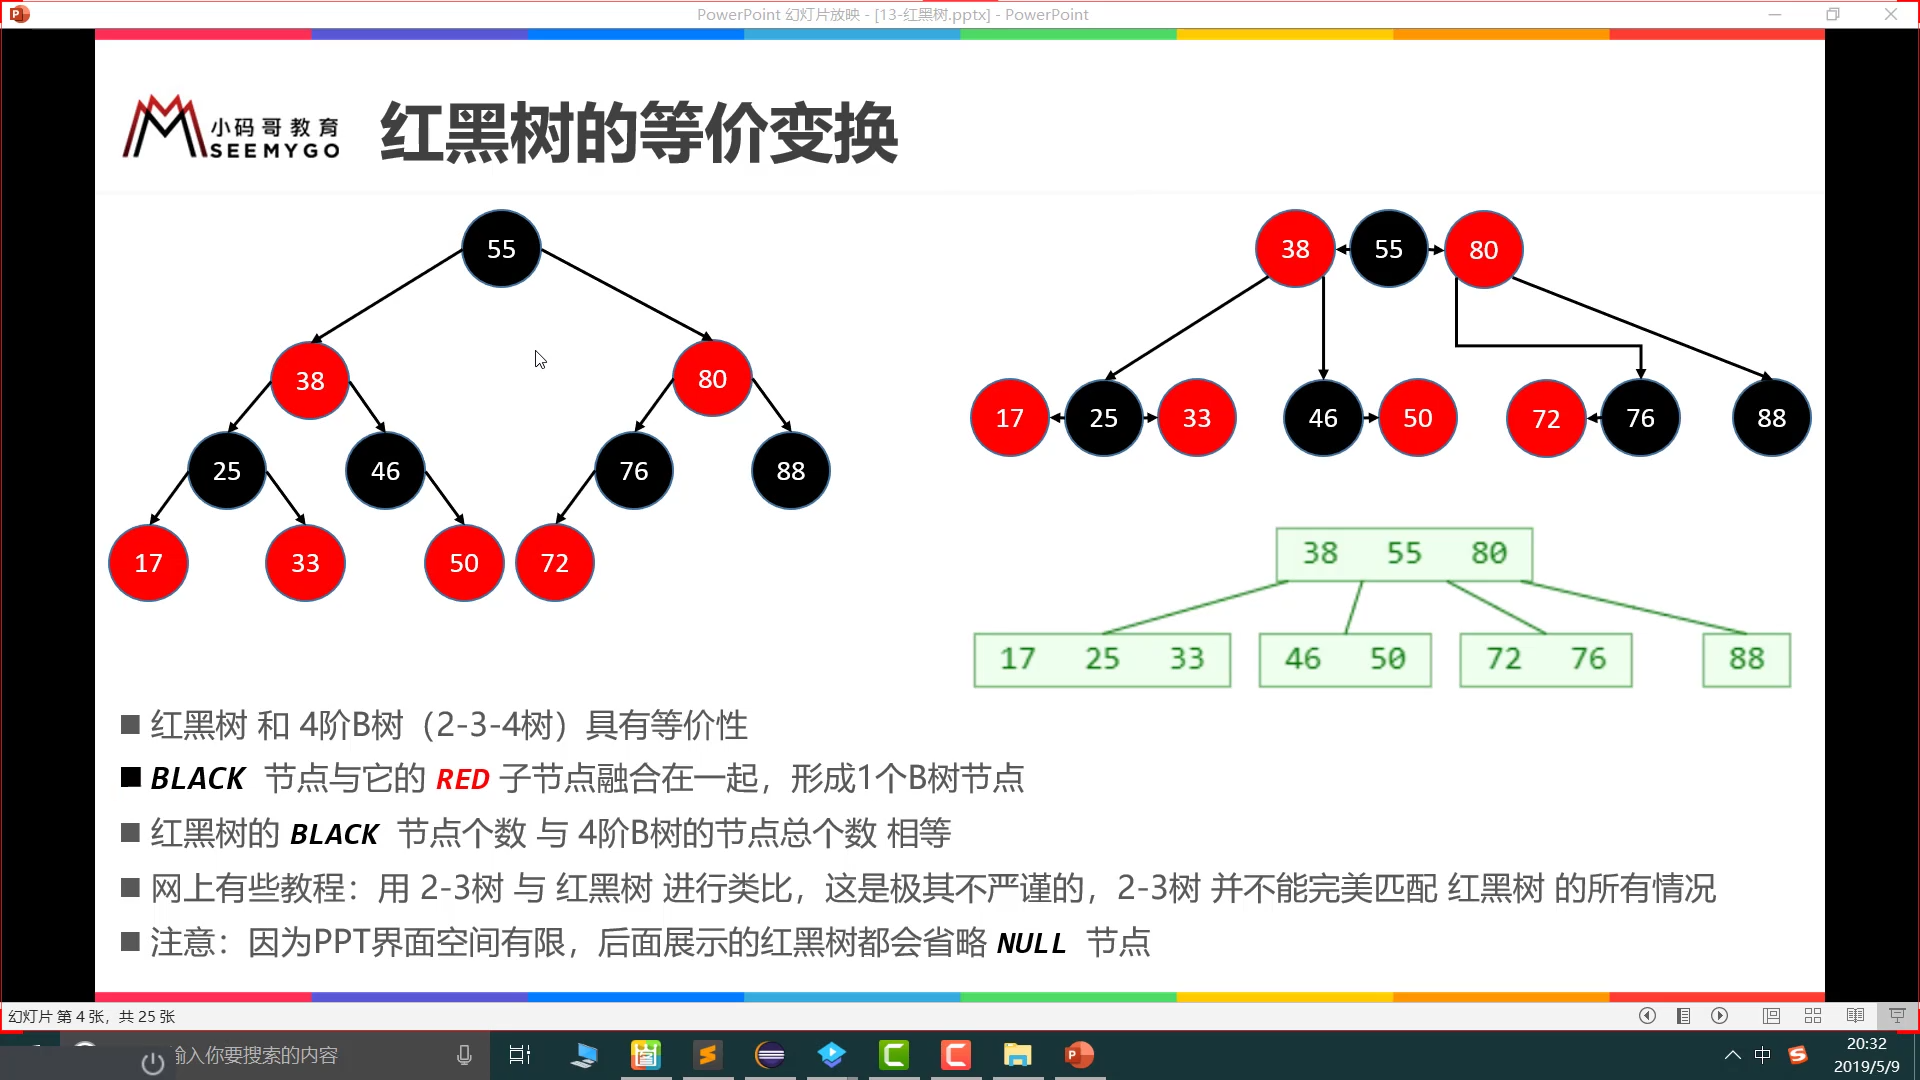 PowerPoint 幻灯片放映 - [13-红黑树.pptx] - PowerPoint
小码哥教育
SEEMYGO
红黑树的等价变换
55
38 80
25 46 76 88
17 33 50 72
38 55 80
17 25 33 46 50 72 76 88
38 55 80
17 25 33 46 50 72 76 88
红黑树 和 4阶B树（2-3-4树）具有等价性
BLACK 节点与它的 RED 子节点融合在一起，形成1个B树节点
红黑树的 BLACK 节点个数 与 4阶B树的节点总个数 相等
网上有些教程：用 2-3树 与 红黑树 进行类比，这是极其不严谨的，2-3树 并不能完美匹配 红黑树 的所有情况
注意：因为PPT界面空间有限，后面展示的红黑树都会省略 NULL 节点
幻灯片 第 4 张，共 25 张
输入你要搜索的内容
中
20:32
2019/5/9